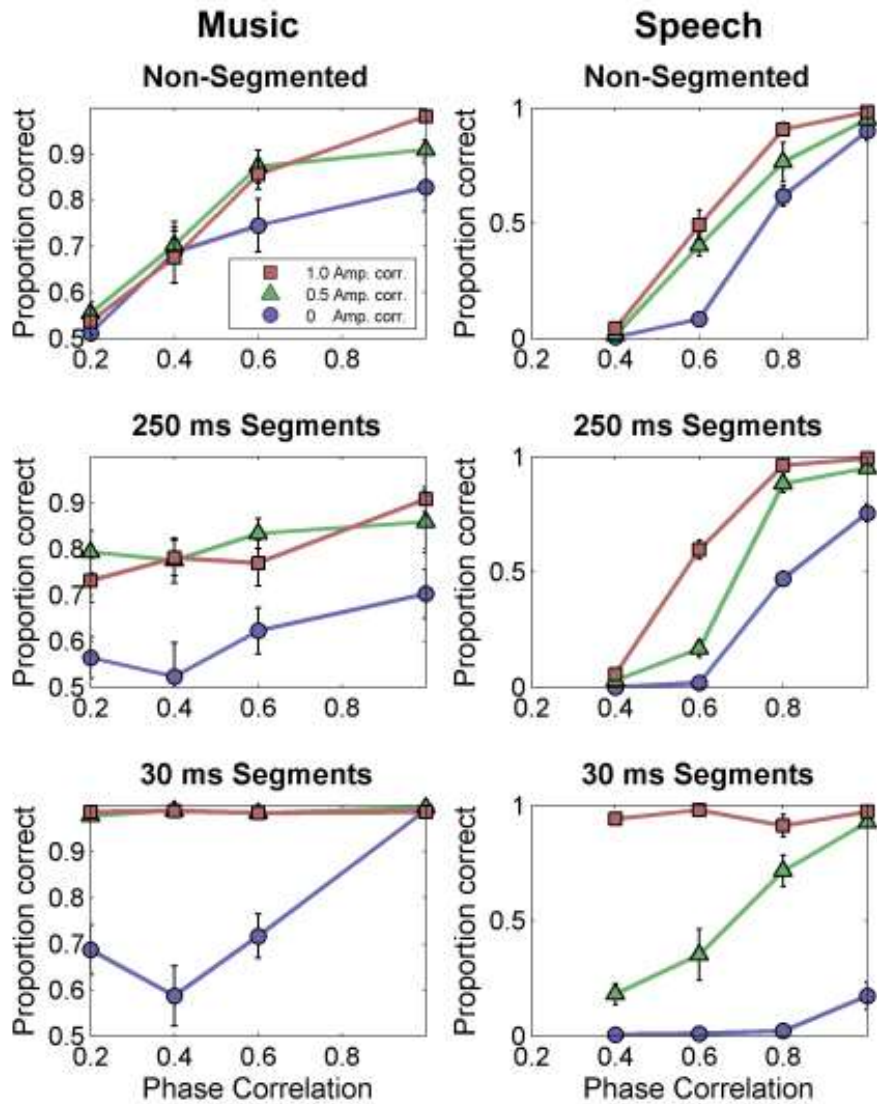 Music
Speech
Non-Segmented
Non-Segmented
Proportion correct
0.9
0.8
0.7
0.6
0.5
0.2 0.4 0.6 0.8
1.0 Amp. corr.
0.5 Amp. corr.
0 Amp. corr.
Proportion correct
1
0.5
0
0.2 0.4 0.6 0.8
250 ms Segments
250 ms Segments
Proportion correct
0.9
0.8
0.7
0.6
0.5
0.2 0.4 0.6 0.8
Proportion correct
1
0.5
0
0.2 0.4 0.6 0.8
30 ms Segments
30 ms Segments
Proportion correct
0.9
0.8
0.7
0.6
0.5
0.2 0.4 0.6 0.8
Phase Correlation
Proportion correct
1
0.5
0
0.2 0.4 0.6 0.8
Phase Correlation